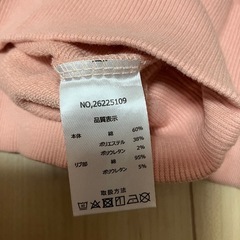 NO,26225109
品質表示
本体 綿 60%
ポリエステル 38%
ポリウレタン 2%
リブ部 綿 95%
ポリウレタン 5%
取扱方法